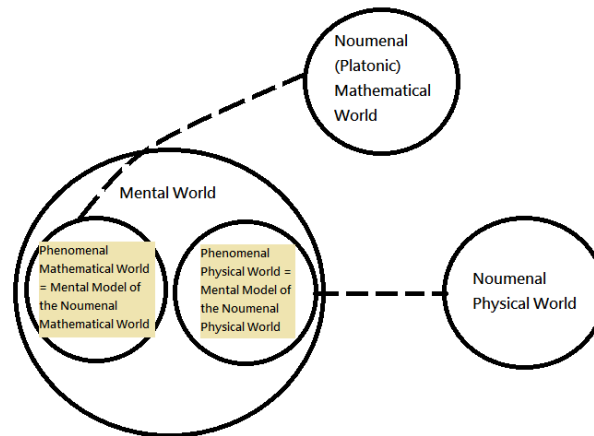 Noumenal
(Platonic)
Mathematical
World
Mental World
Phenomenal
Mathematical World
= Mental Model of
the Noumenal
Mathematical World
Phenomenal
Physical World =
Mental Model of
the Noumenal
Physical World
Noumenal
Physical World